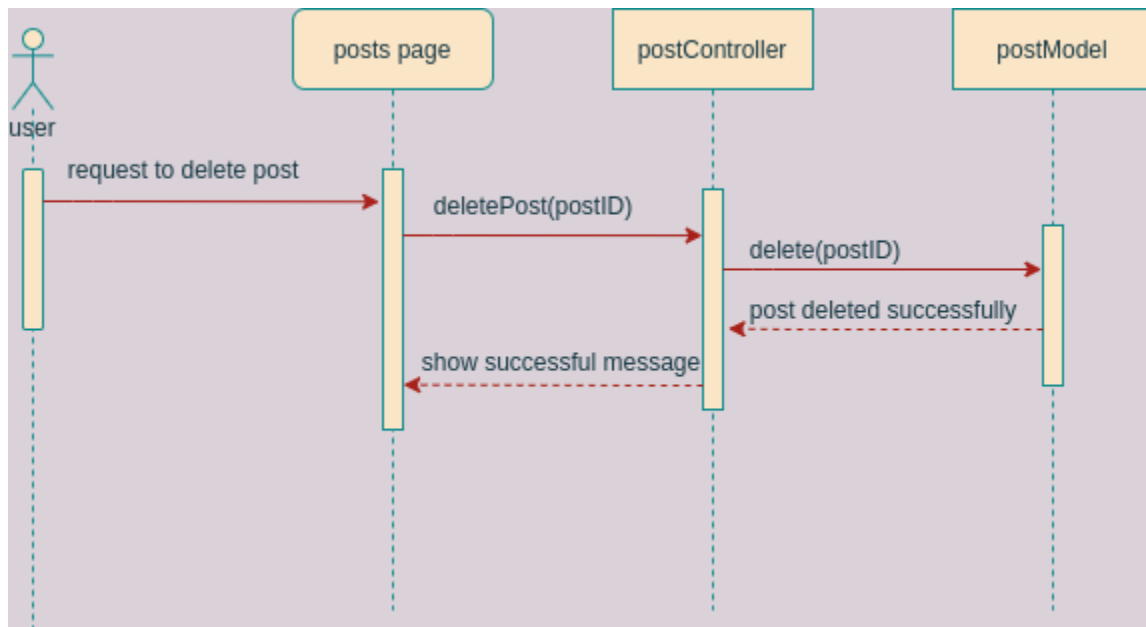 posts page
postController
postModel
user
request to delete post
deletePost(postID)
delete(postID)
post deleted successfully
show successful message